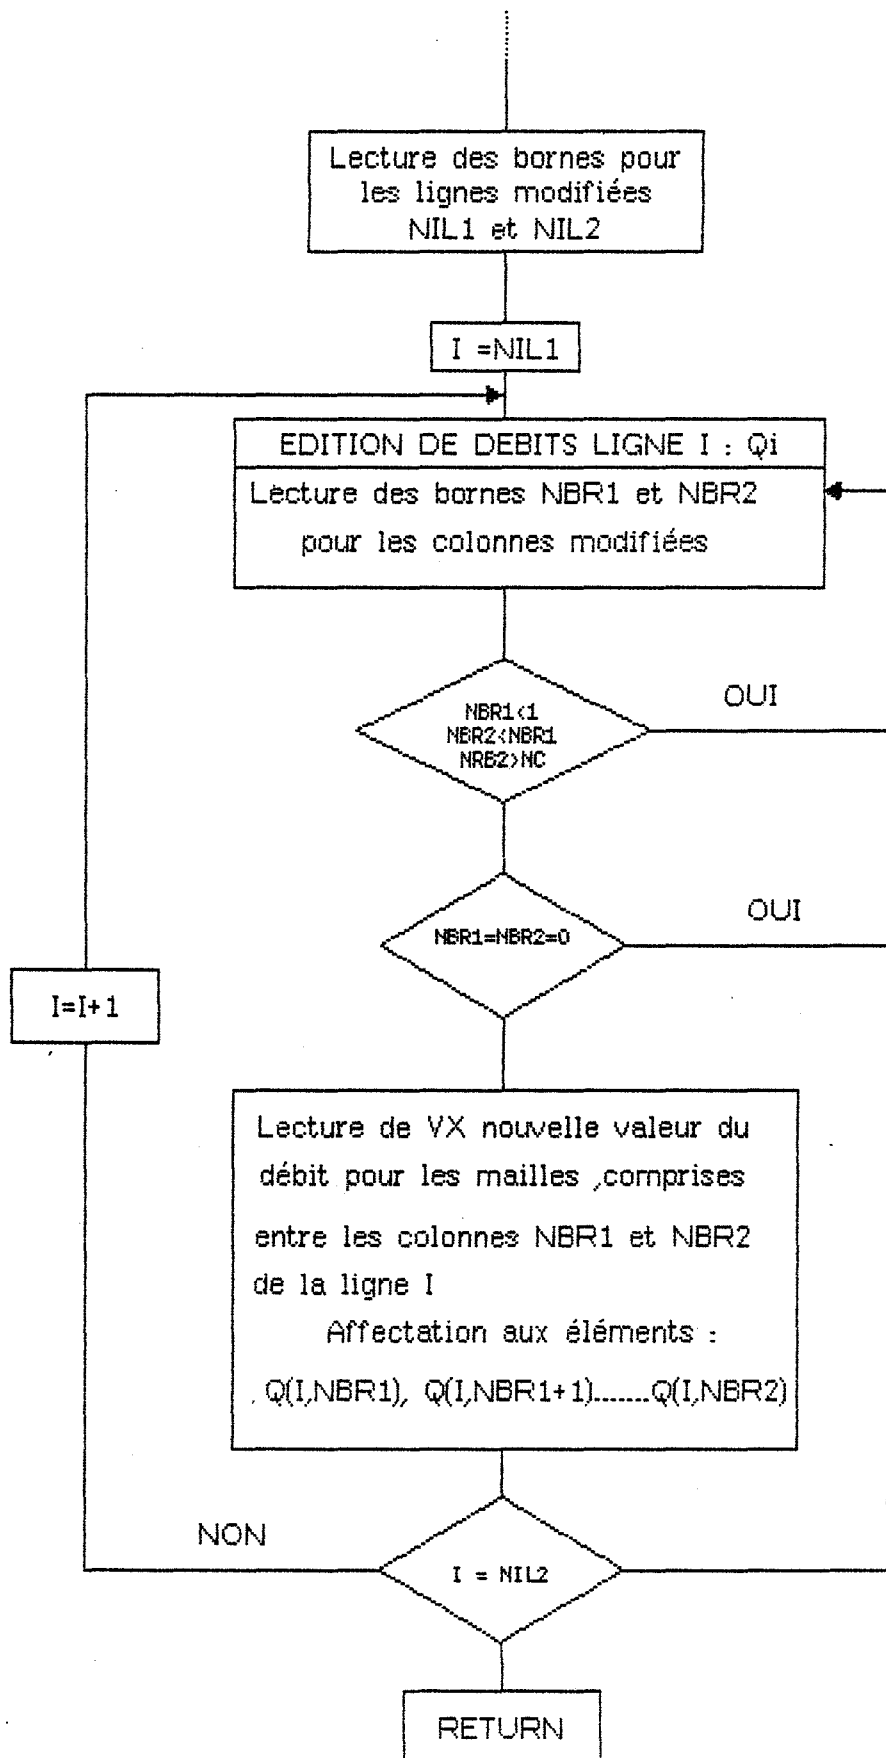 Lecture des bornes pour
les lignes modifiées
NIL1 et NIL2
I =NIL1
EDITION DE DEBITS LIGNE I : Qi
Lecture des bornes NBR1 et NBR2
pour les colonnes modifiées
NBR1<1
NBR2<NBR1
NRB2>NC
OUI
NBR1=NBR2=0
OUI
I=I+1
Lecture de VX nouvelle valeur du
débit pour les mailles ,comprises
entre les colonnes NBR1 et NBR2
de la ligne I
Affectation aux éléments :
Q(I,NBR1), Q(I,NBR1+1).......Q(I,NBR2)
NON
I = NIL2
RETURN